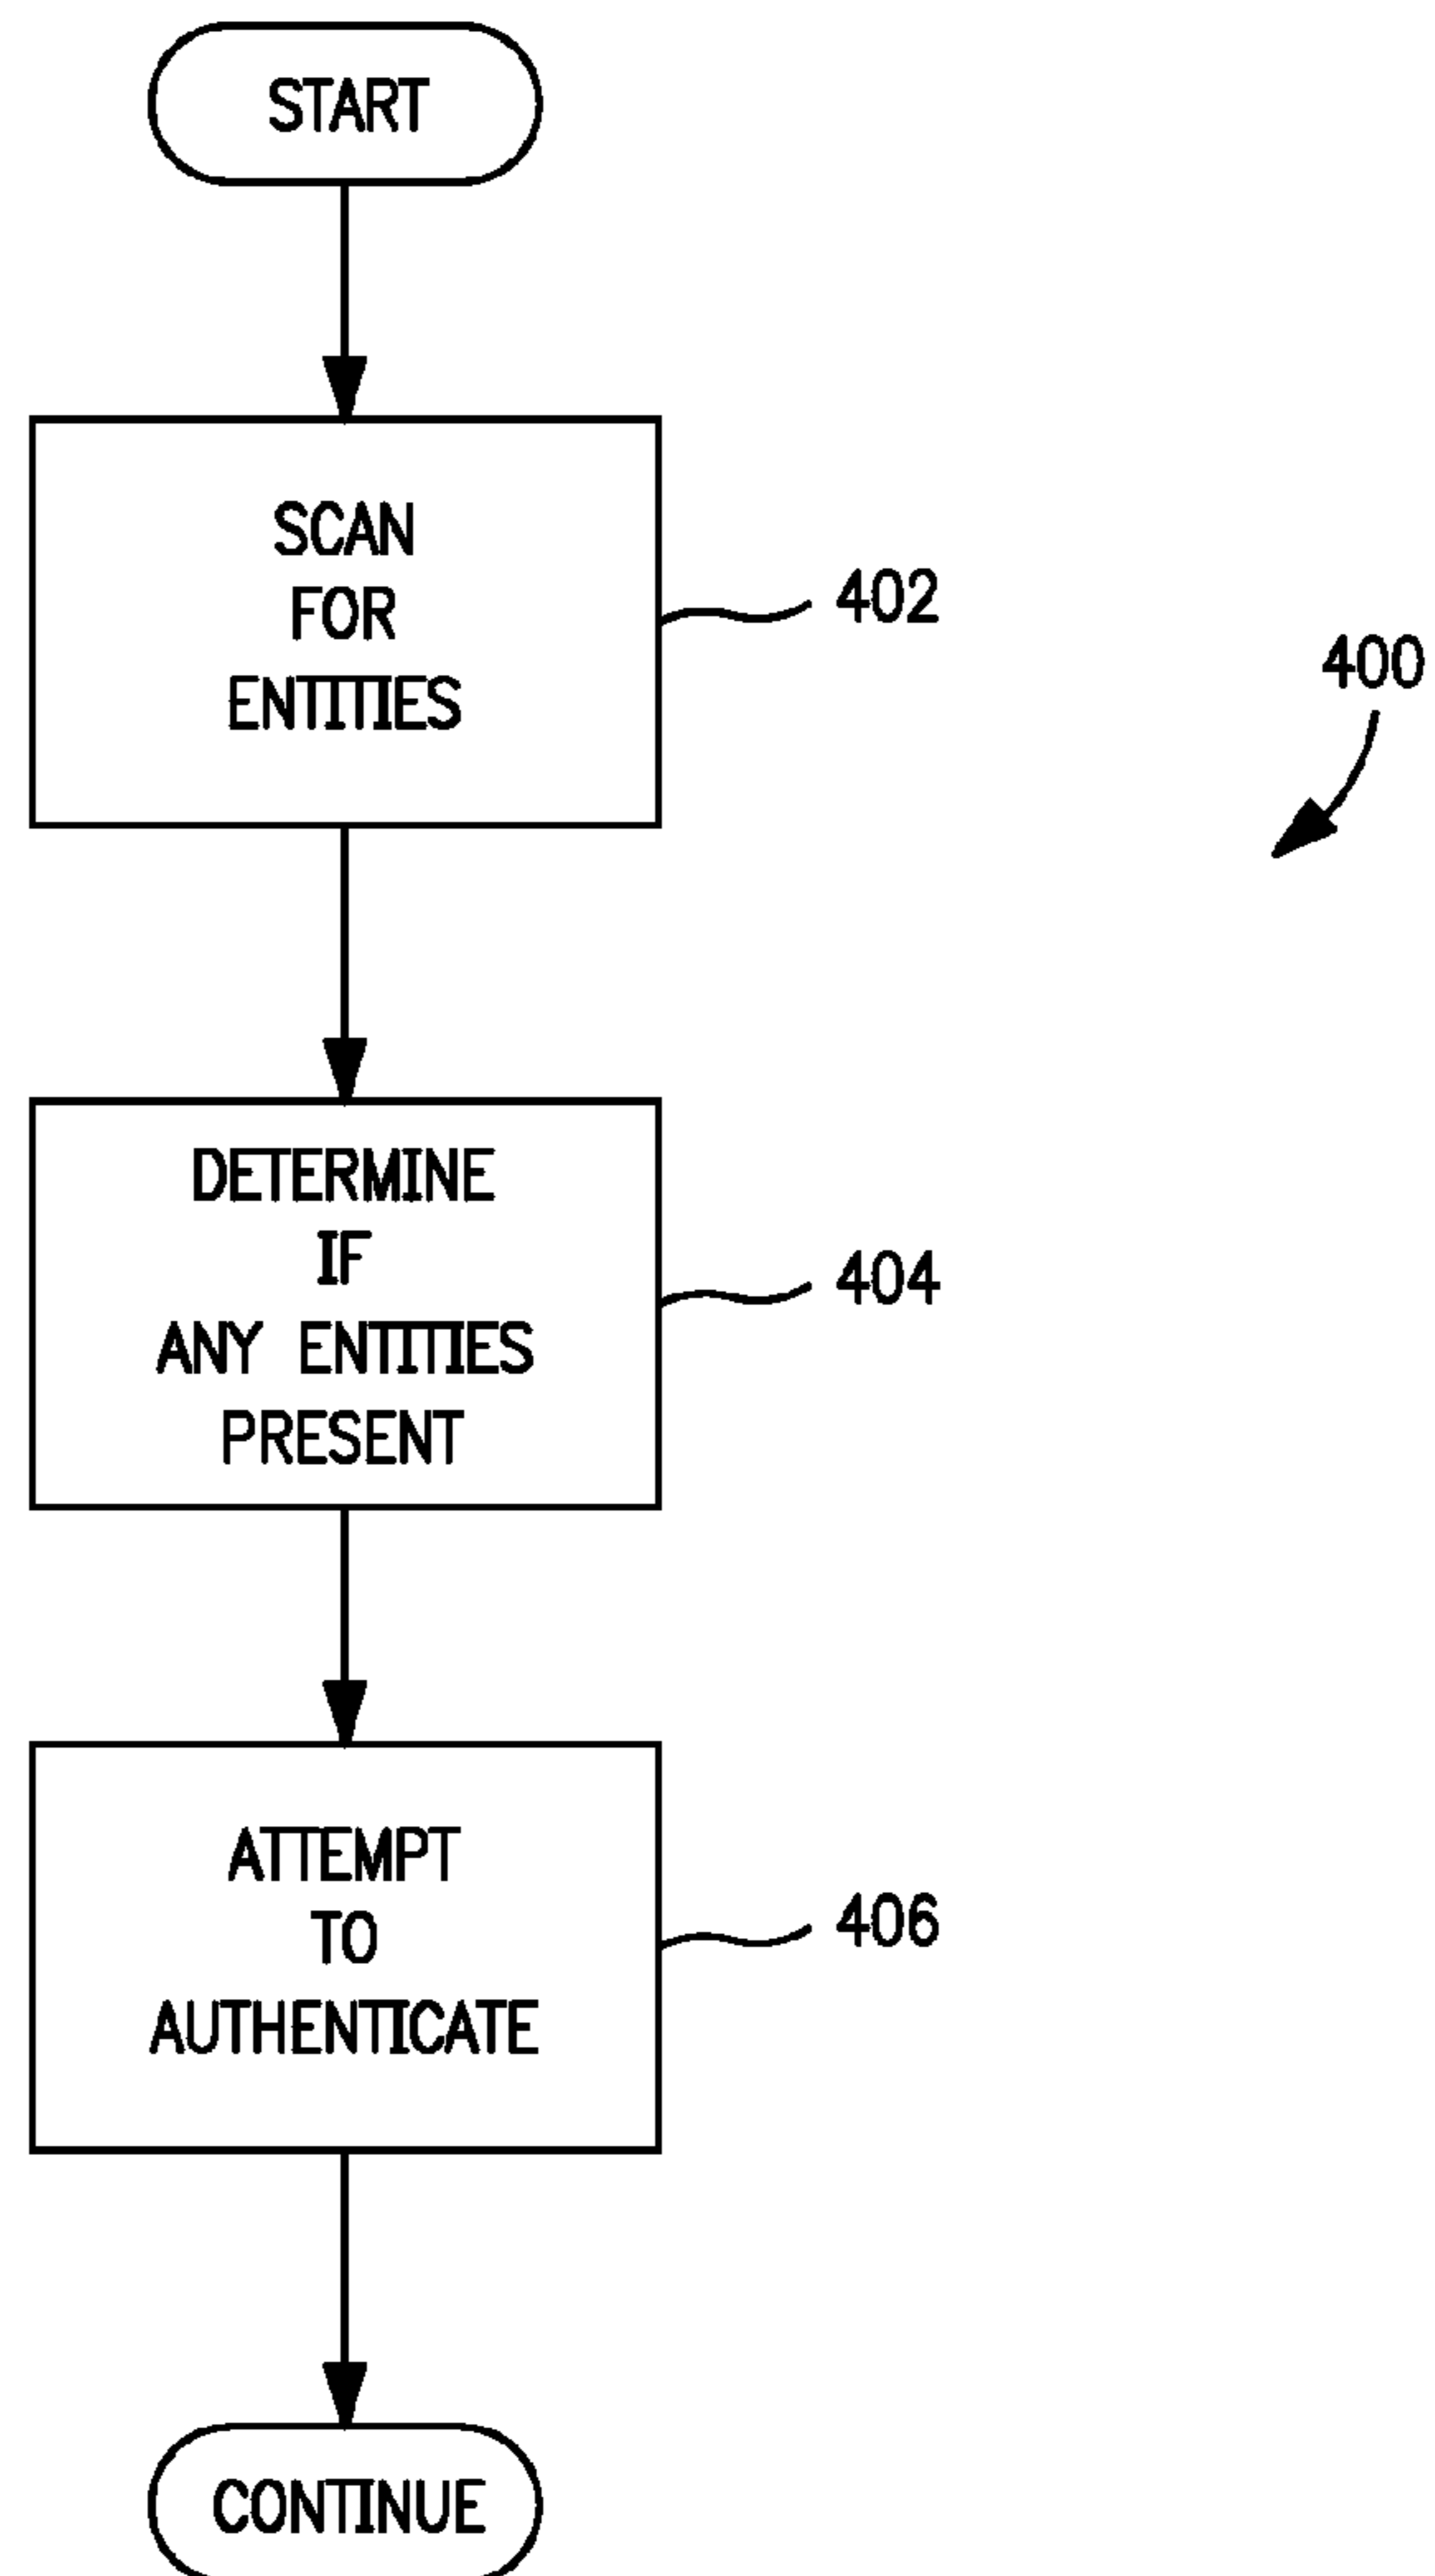 START
SCAN
FOR
ENTITIES
402
400
DETERMINE
IF
ANY ENTITIES
PRESENT
404
ATTEMPT
TO
AUTHENTICATE
406
CONTINUE